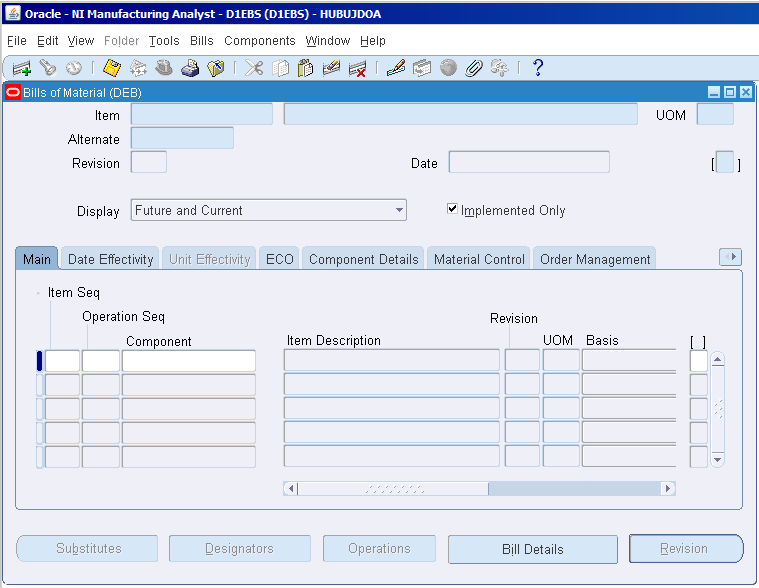 Oracle - NI Manufacturing Analyst - D1EBS (D1EBS) - HUBUJDOA
File Edit View Folder Tools Bills Components Window Help
?
Bills of Material (DEB)
Item UOM
Alternate
Revision Date [ ]
Display Future and Current Implemented Only
Main Date Effectivity Unit Effectivity ECO Component Details Material Control Order Management
Item Seq
Operation Seq Revision
Component Item Description UOM Basis [ ]
Substitutes Designators Operations Bill Details Revision